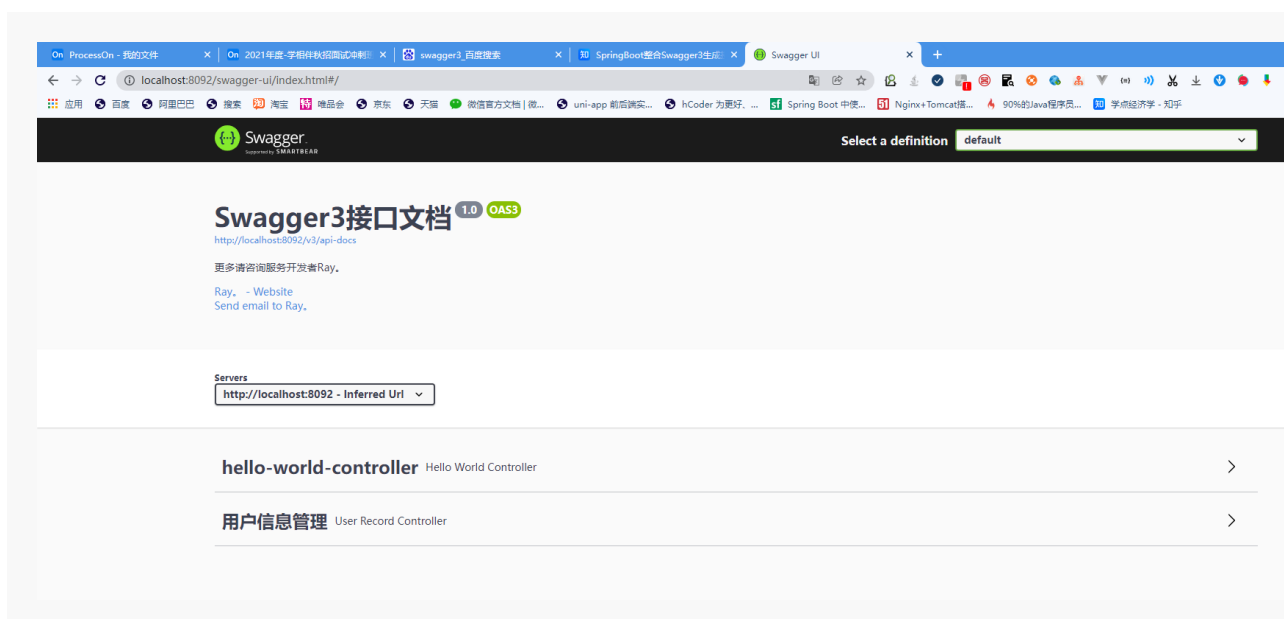 ProcessOn - 我的文件
2021年度-学相伴秋招面试冲刺
swagger3_百度搜索
SpringBoot整合Swagger3生成
Swagger UI
localhost:8092/swagger-ui/index.html#/
应用 百度 阿里巴巴 搜索 淘宝 唯品会 京东 天猫 微信官方文档 | 微... uni-app 前后端实... hCoder 为更好、... Spring Boot 中使... Nginx+Tomcat搭... 90%的Java程序员... 学点经济学 - 知乎
Swagger
Supported by SMARTBEAR
Select a definition default
Swagger3接口文档 1.0 OAS3
http://localhost:8092/v3/api-docs
更多请咨询服务开发者Ray。
Ray。 - Website
Send email to Ray。
Servers
http://localhost:8092 - Inferred Url
hello-world-controller Hello World Controller
用户信息管理 User Record Controller